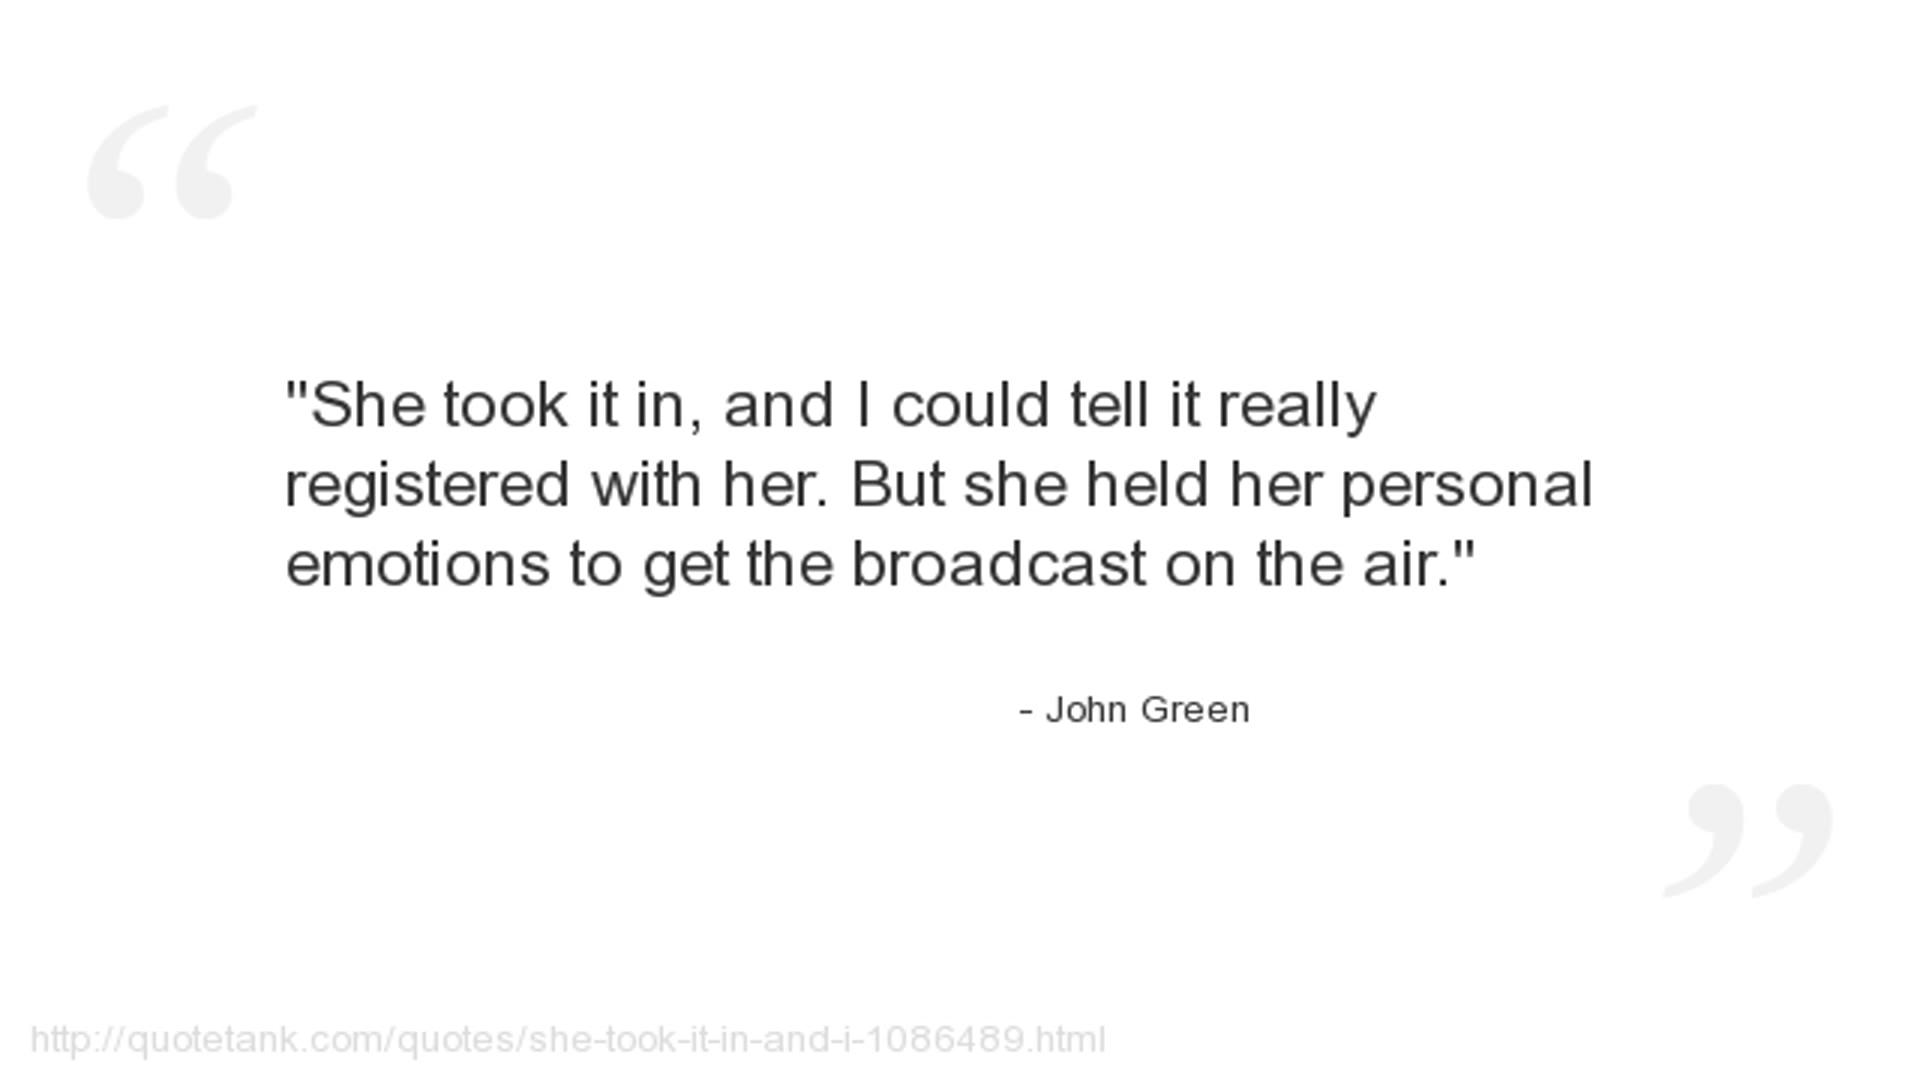 "She took it in, and I could tell it really
registered with her. But she held her personal
emotions to get the broadcast on the air."
- John Green
http://quotetank.com/quotes/she-took-it-in-and-i-1086489.html